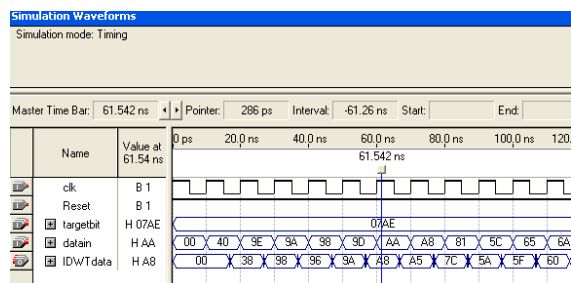 Simulation Waveforms
Simulation mode: Timing
Master Time Bar: 61.542 ns Pointer: 286 ps Interval: -61.26 ns Start: End:
Name Value at 61.54 ns 0 ps 20.0 ns 40.0 ns 60.0 ns 80.0 ns 100.0 ns 120.
61.542 ns
clk B 1
Reset B 1
targetbit H 07AE 07AE
datain H AA 00 40 9E 9A 98 9D AA A8 81 5C 65 6A
IDWTdata H A8 00 38 98 96 9A A8 A5 7C 5A 5F 60